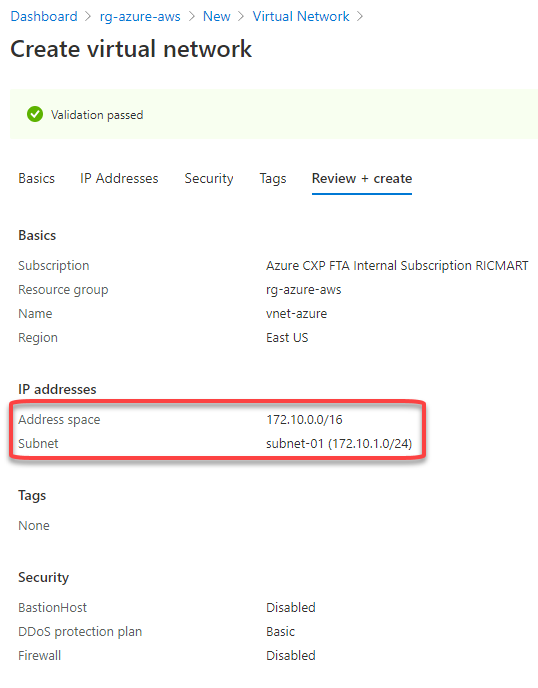 Dashboard > rg-azure-aws > New > Virtual Network >
Create virtual network
Validation passed
Basics IP Addresses Security Tags Review + create
Basics
Subscription Azure CXP FTA Internal Subscription RICMART
Resource group rg-azure-aws
Name vnet-azure
Region East US
IP addresses
Address space 172.10.0.0/16
Subnet subnet-01 (172.10.1.0/24)
Tags
None
Security
BastionHost Disabled
DDoS protection plan Basic
Firewall Disabled